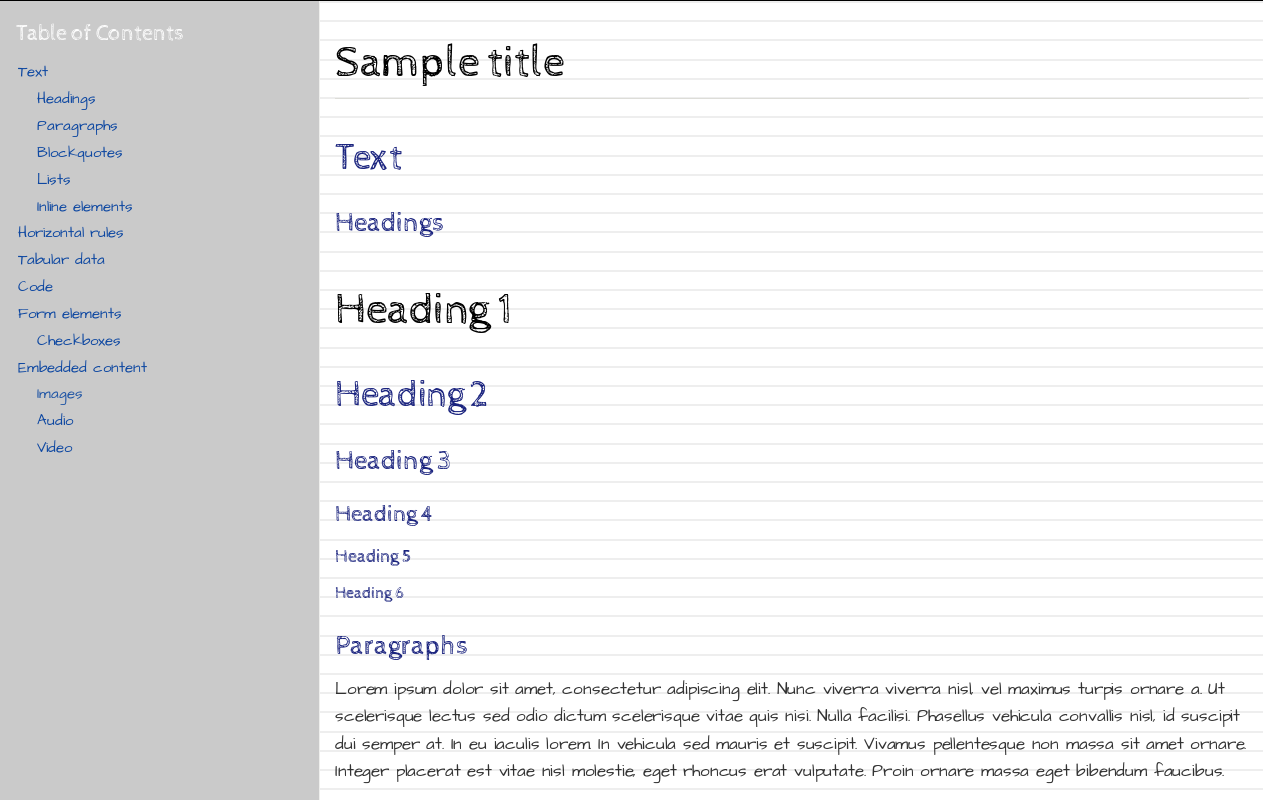 Table of Contents
Text
Headings
Paragraphs
Blockquotes
Lists
Inline elements
Horizontal rules
Tabular data
Code
Form elements
Checkboxes
Embedded content
Images
Audio
Video
Sample title
Text
Headings
Heading 1
Heading 2
Heading 3
Heading 4
Heading 5
Heading 6
Paragraphs
Lorem ipsum dolor sit amet, consectetur adipiscing elit. Nunc viverra viverra nisl, vel maximus turpis ornare a. Ut
scelerisque lectus sed odio dictum scelerisque vitae quis nisi. Nulla facilisi. Phasellus vehicula convallis nisl, id suscipit
dui semper at. In eu iaculis lorem. In vehicula sed mauris et suscipit. Vivamus pellentesque non massa sit amet ornare.
Integer placerat est vitae nisl molestie, eget rhoncus erat vulputate. Proin ornare massa eget bibendum faucibus.